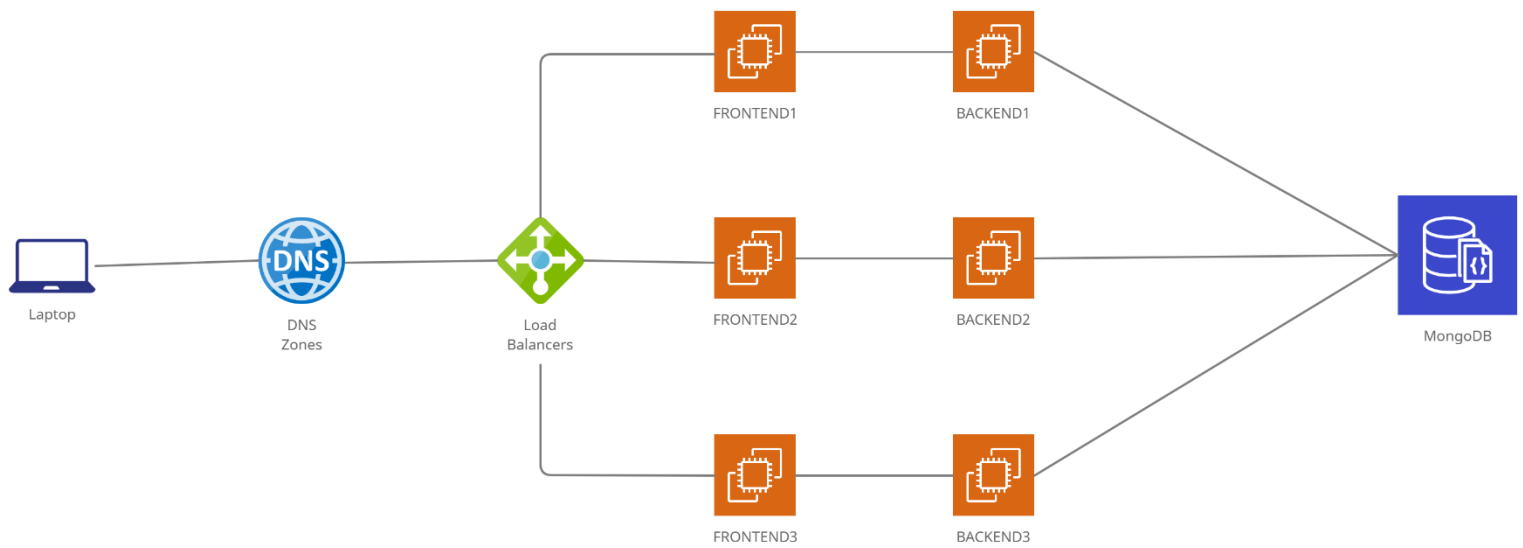 FRONTEND1
BACKEND1
Laptop
DNS
DNS
Zones
Load
Balancers
FRONTEND2
BACKEND2
MongoDB
FRONTEND3
BACKEND3